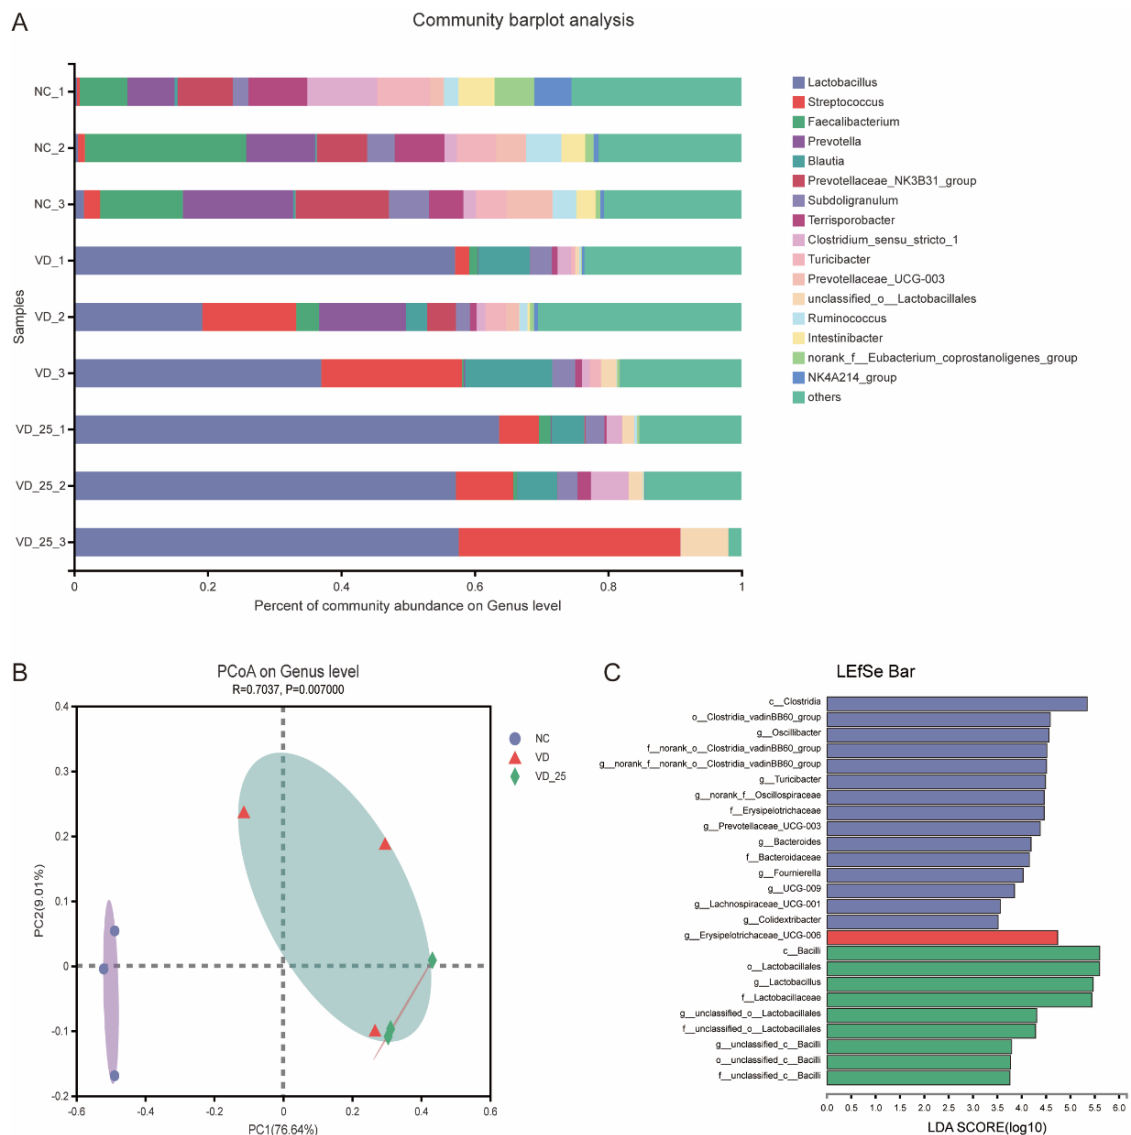 A
Community barplot analysis
Samples
NC_1
NC_2
NC_3
VD_1
VD_2
VD_3
VD_25_1
VD_25_2
VD_25_3
0
0.2
0.4
0.6
0.8
1
Percent of community abundance on Genus level
Lactobacillus
Streptococcus
Faecalibacterium
Prevotella
Blautia
Prevotellaceae_NK3B31_group
Subdoligranulum
Terrisporobacter
Clostridium_sensu_stricto_1
Turicibacter
Prevotellaceae_UCG-003
unclassified_o__Lactobacillales
Ruminococcus
Intestinibacter
norank_f__Eubacterium_coprostanoligenes_group
NK4A214_group
others
B
PCoA on Genus level
R=0.7037, P=0.007000
PC2(9.01%)
0.4
0.3
0.2
0.1
0
-0.1
-0.2
-0.6
-0.4
-0.2
0
0.2
0.4
0.6
PC1(76.64%)
NC
VD
VD_25
C
LEfSe Bar
c__Clostridia
o__Clostridia_vadinBB60_group
g__Oscillibacter
f__norank_o__Clostridia_vadinBB60_group
g__norank_f__norank_o__Clostridia_vadinBB60_group
g__Turicibacter
g__norank_f__Oscillospiraceae
f__Erysipelotrichaceae
g__Prevotellaceae_UCG-003
g__Bacteroides
f__Bacteroidaceae
g__Fournierella
g__UCG-009
g__Lachnospiraceae_UCG-001
g__Colidextribacter
g__Erysipelotrichaceae_UCG-006
c__Bacilli
o__Lactobacillales
g__Lactobacillus
f__Lactobacillaceae
g__unclassified_o__Lactobacillales
f__unclassified_o__Lactobacillales
g__unclassified_c__Bacilli
o__unclassified_c__Bacilli
f__unclassified_c__Bacilli
0.0
0.5
1.0
1.5
2.0
2.5
3.0
3.5
4.0
4.5
5.0
5.5
6.0
LDA SCORE(log10)